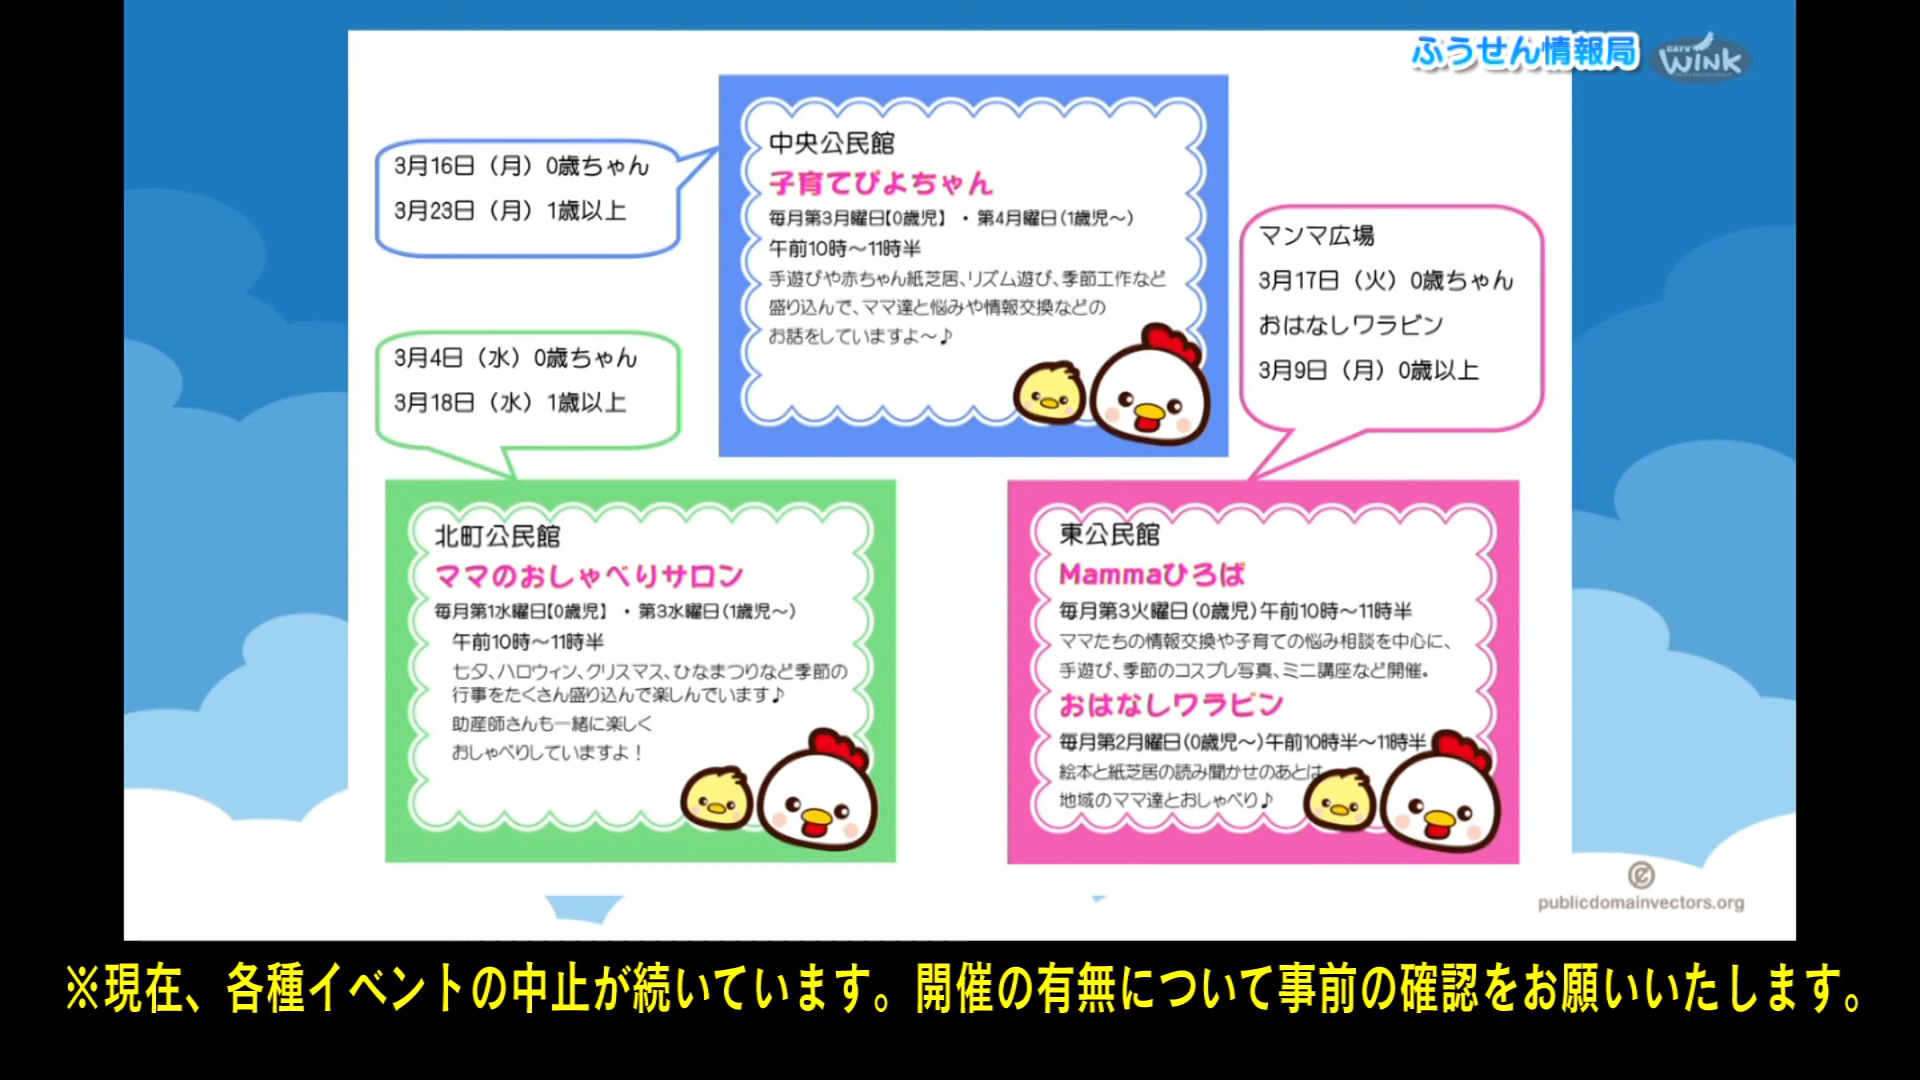 ふうせん情報局
CATV WINK
3月16日（月）0歳ちゃん
3月23日（月）1歳以上
中央公民館
子育てぴよちゃん
毎月第3月曜日【0歳児】・第4月曜日（1歳児～）
午前10時～11時半
手遊びや赤ちゃん紙芝居、リズム遊び、季節工作など
盛り込んで、ママ達と悩みや情報交換などの
お話をしていますよ～♪
マンマ広場
3月17日（火）0歳ちゃん
おはなしワラビン
3月9日（月）0歳以上
3月4日（水）0歳ちゃん
3月18日（水）1歳以上
北町公民館
ママのおしゃべりサロン
毎月第1水曜日【0歳児】・第3水曜日（1歳児～）
午前10時～11時半
七夕、ハロウィン、クリスマス、ひなまつりなど季節の
行事をたくさん盛り込んで楽しんでいます♪
助産師さんも一緒に楽しく
おしゃべりしていますよ！
東公民館
Mammaひろば
毎月第3火曜日（0歳児）午前10時～11時半
ママたちの情報交換や子育ての悩み相談を中心に、
手遊び、季節のコスプレ写真、ミニ講座など開催。
おはなしワラビン
毎月第2月曜日（0歳児～）午前10時半～11時半
絵本と紙芝居の読み聞かせのあとは
地域のママ達とおしゃべり♪
publicdomainvectors.org
※現在、各種イベントの中止が続いています。開催の有無について事前の確認をお願いいたします。